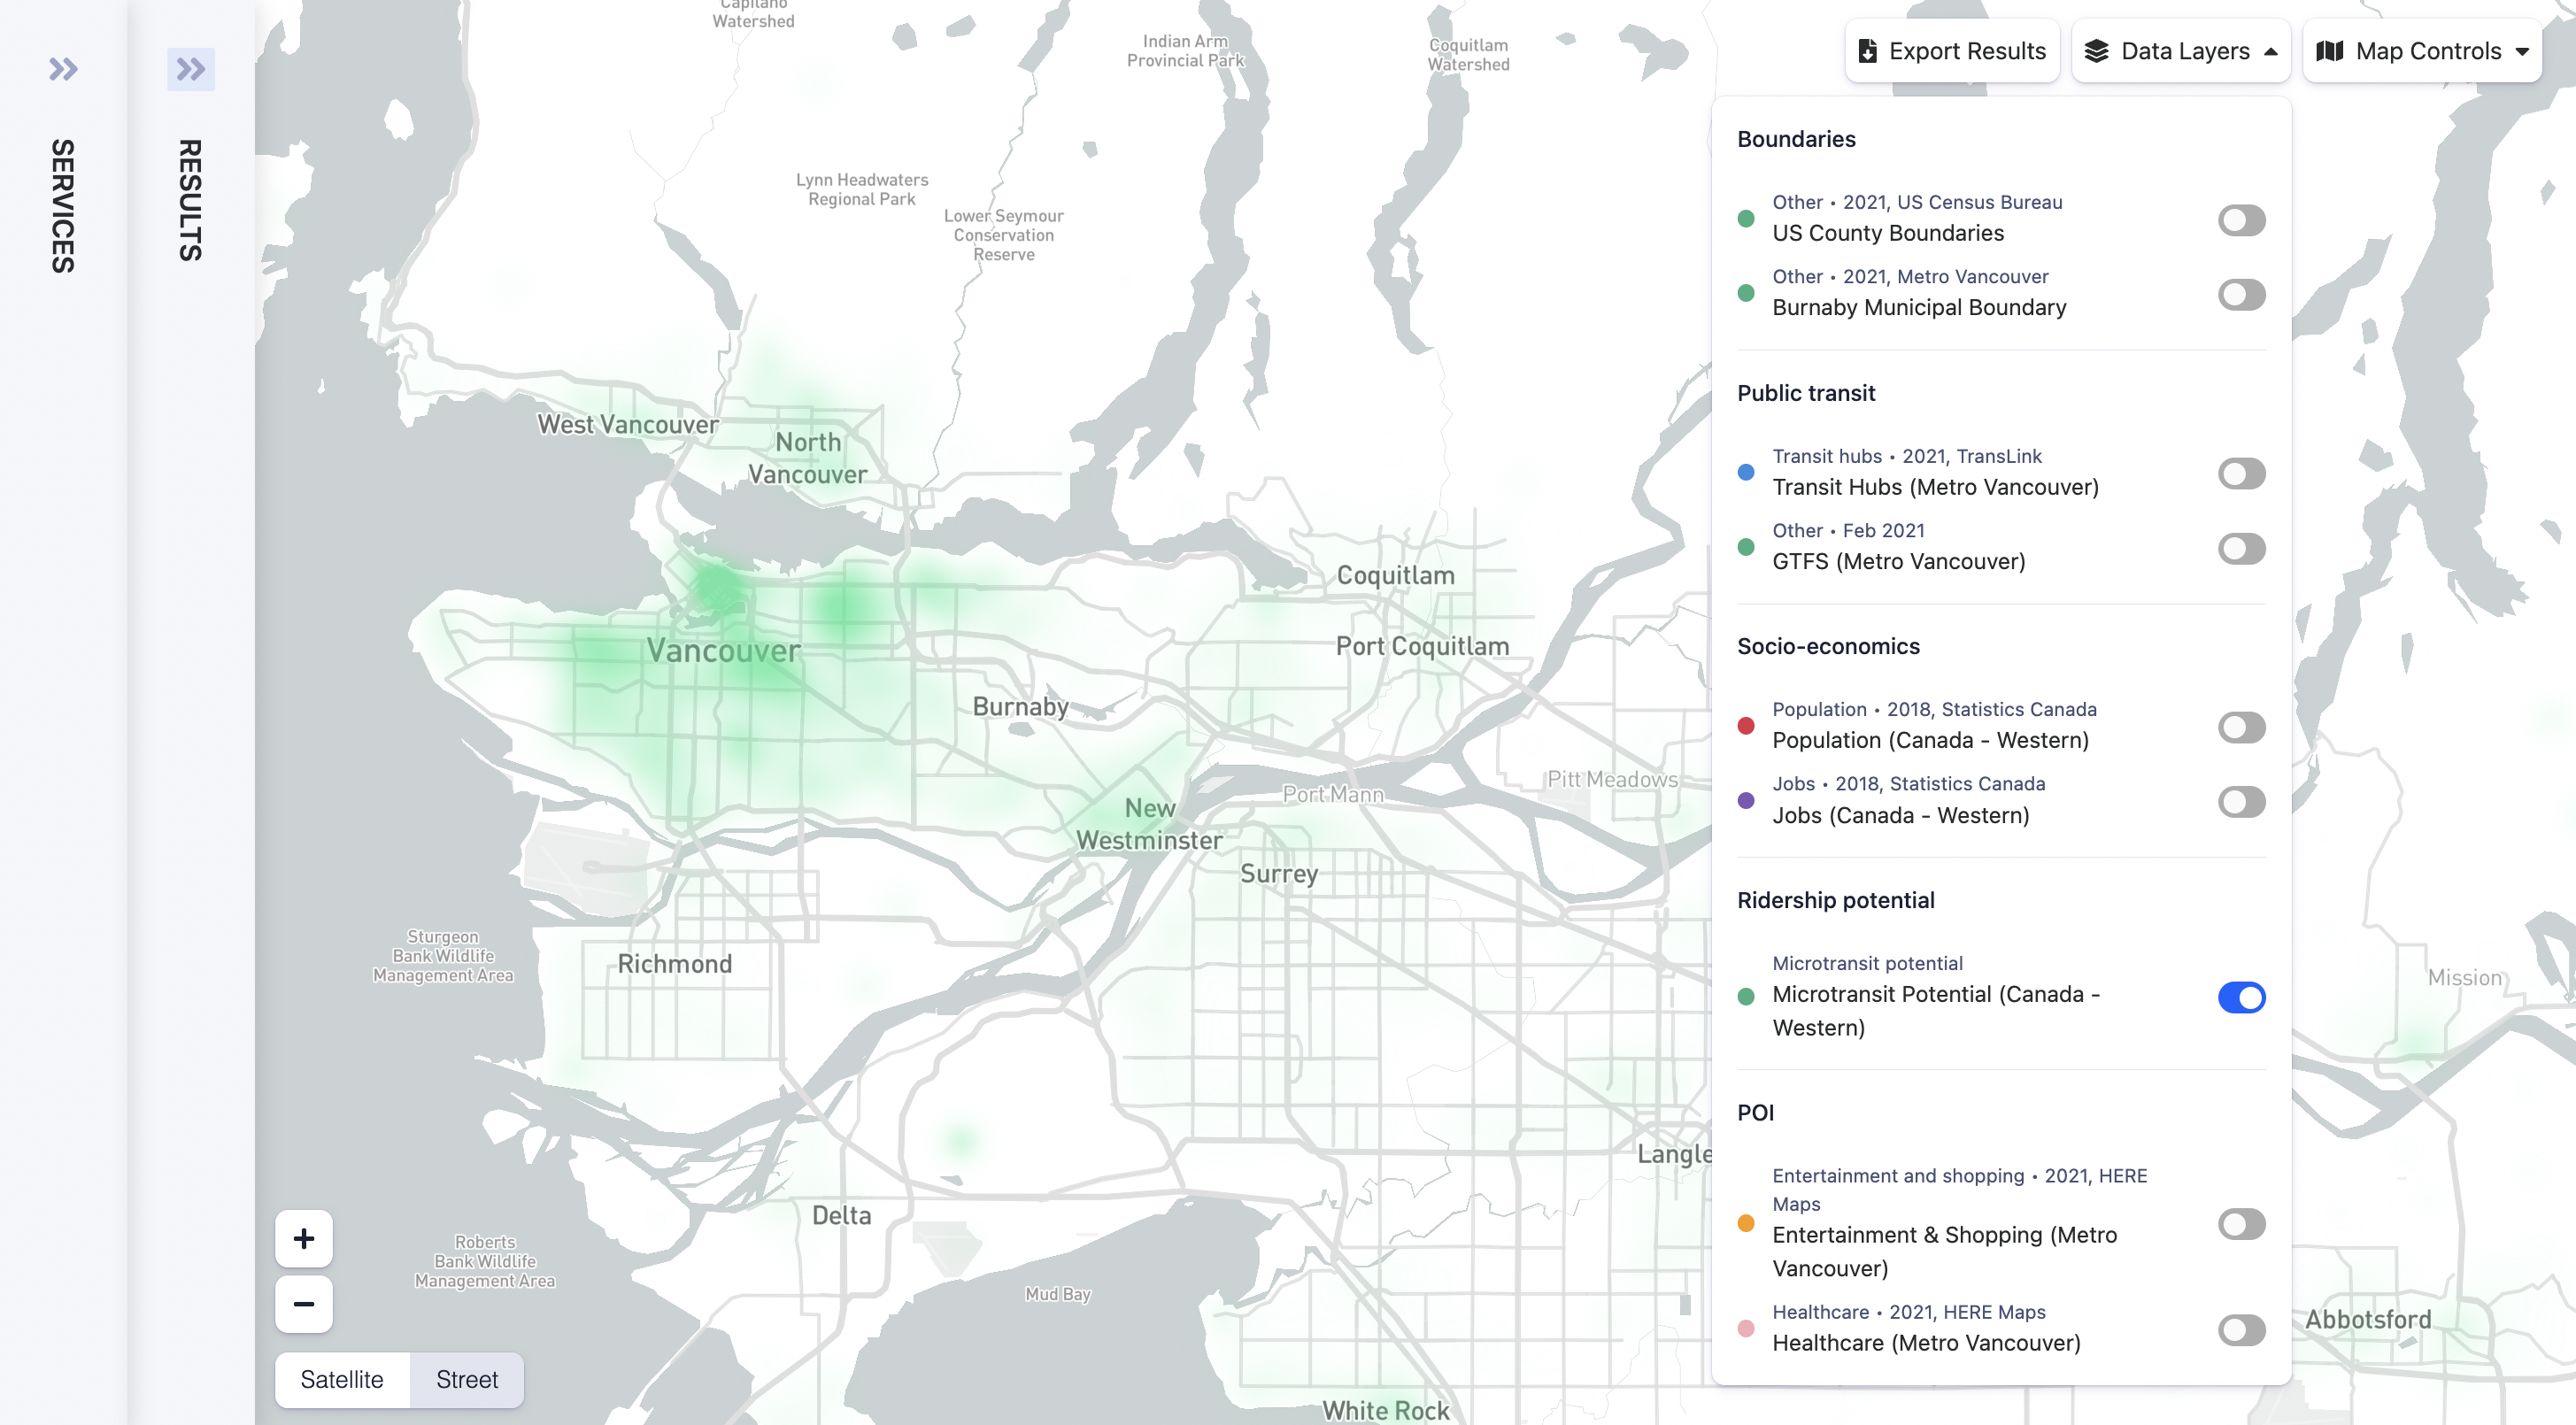 SERVICES
RESULTS
Export Results
Data Layers
Map Controls
Capilano
Watershed
Indian Arm
Provincial Park
Coquitlam
Watershed
Lynn Headwaters
Regional Park
Lower Seymour
Conservation
Reserve
West Vancouver
North
Vancouver
Vancouver
Burnaby
Coquitlam
Port Coquitlam
Pitt Meadows
Port Mann
New
Westminster
Surrey
Richmond
Sturgeon
Bank Wildlife
Management Area
Langle
Delta
Roberts
Bank Wildlife
Management Area
Mud Bay
White Rock
Mission
Abbotsford
Boundaries
Other • 2021, US Census Bureau
US County Boundaries
Other • 2021, Metro Vancouver
Burnaby Municipal Boundary
Public transit
Transit hubs • 2021, TransLink
Transit Hubs (Metro Vancouver)
Other • Feb 2021
GTFS (Metro Vancouver)
Socio-economics
Population • 2018, Statistics Canada
Population (Canada - Western)
Jobs • 2018, Statistics Canada
Jobs (Canada - Western)
Ridership potential
Microtransit potential
Microtransit Potential (Canada -
Western)
POI
Entertainment and shopping • 2021, HERE
Maps
Entertainment & Shopping (Metro
Vancouver)
Healthcare • 2021, HERE Maps
Healthcare (Metro Vancouver)
+
−
Satellite
Street